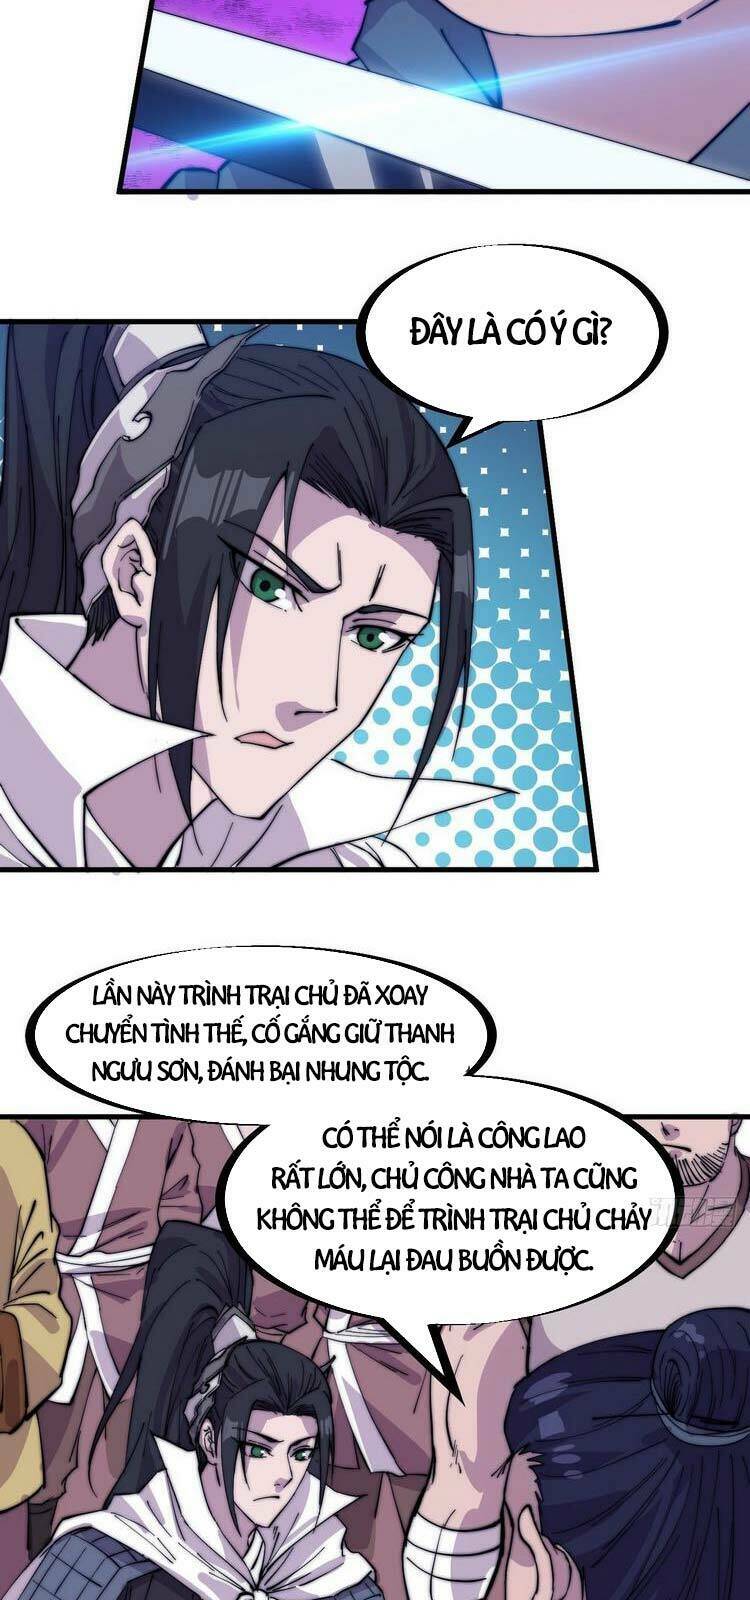 ĐÂY LÀ CÓ Ý GÌ?
LẦN NÀY TRÌNH TRẠI CHỦ ĐÃ XOAY
CHUYỂN TÌNH THẾ, CỐ GẮNG GIỮ THANH
NGƯU SƠN, ĐÁNH BẠI NHUNG TỘC.
CÓ THỂ NÓI LÀ CÔNG LAO
RẤT LỚN, CHỦ CÔNG NHÀ TA CŨNG
KHÔNG THỂ ĐỂ TRÌNH TRẠI CHỦ CHẢY
MÁU LẠI ĐAU BUỒN ĐƯỢC.